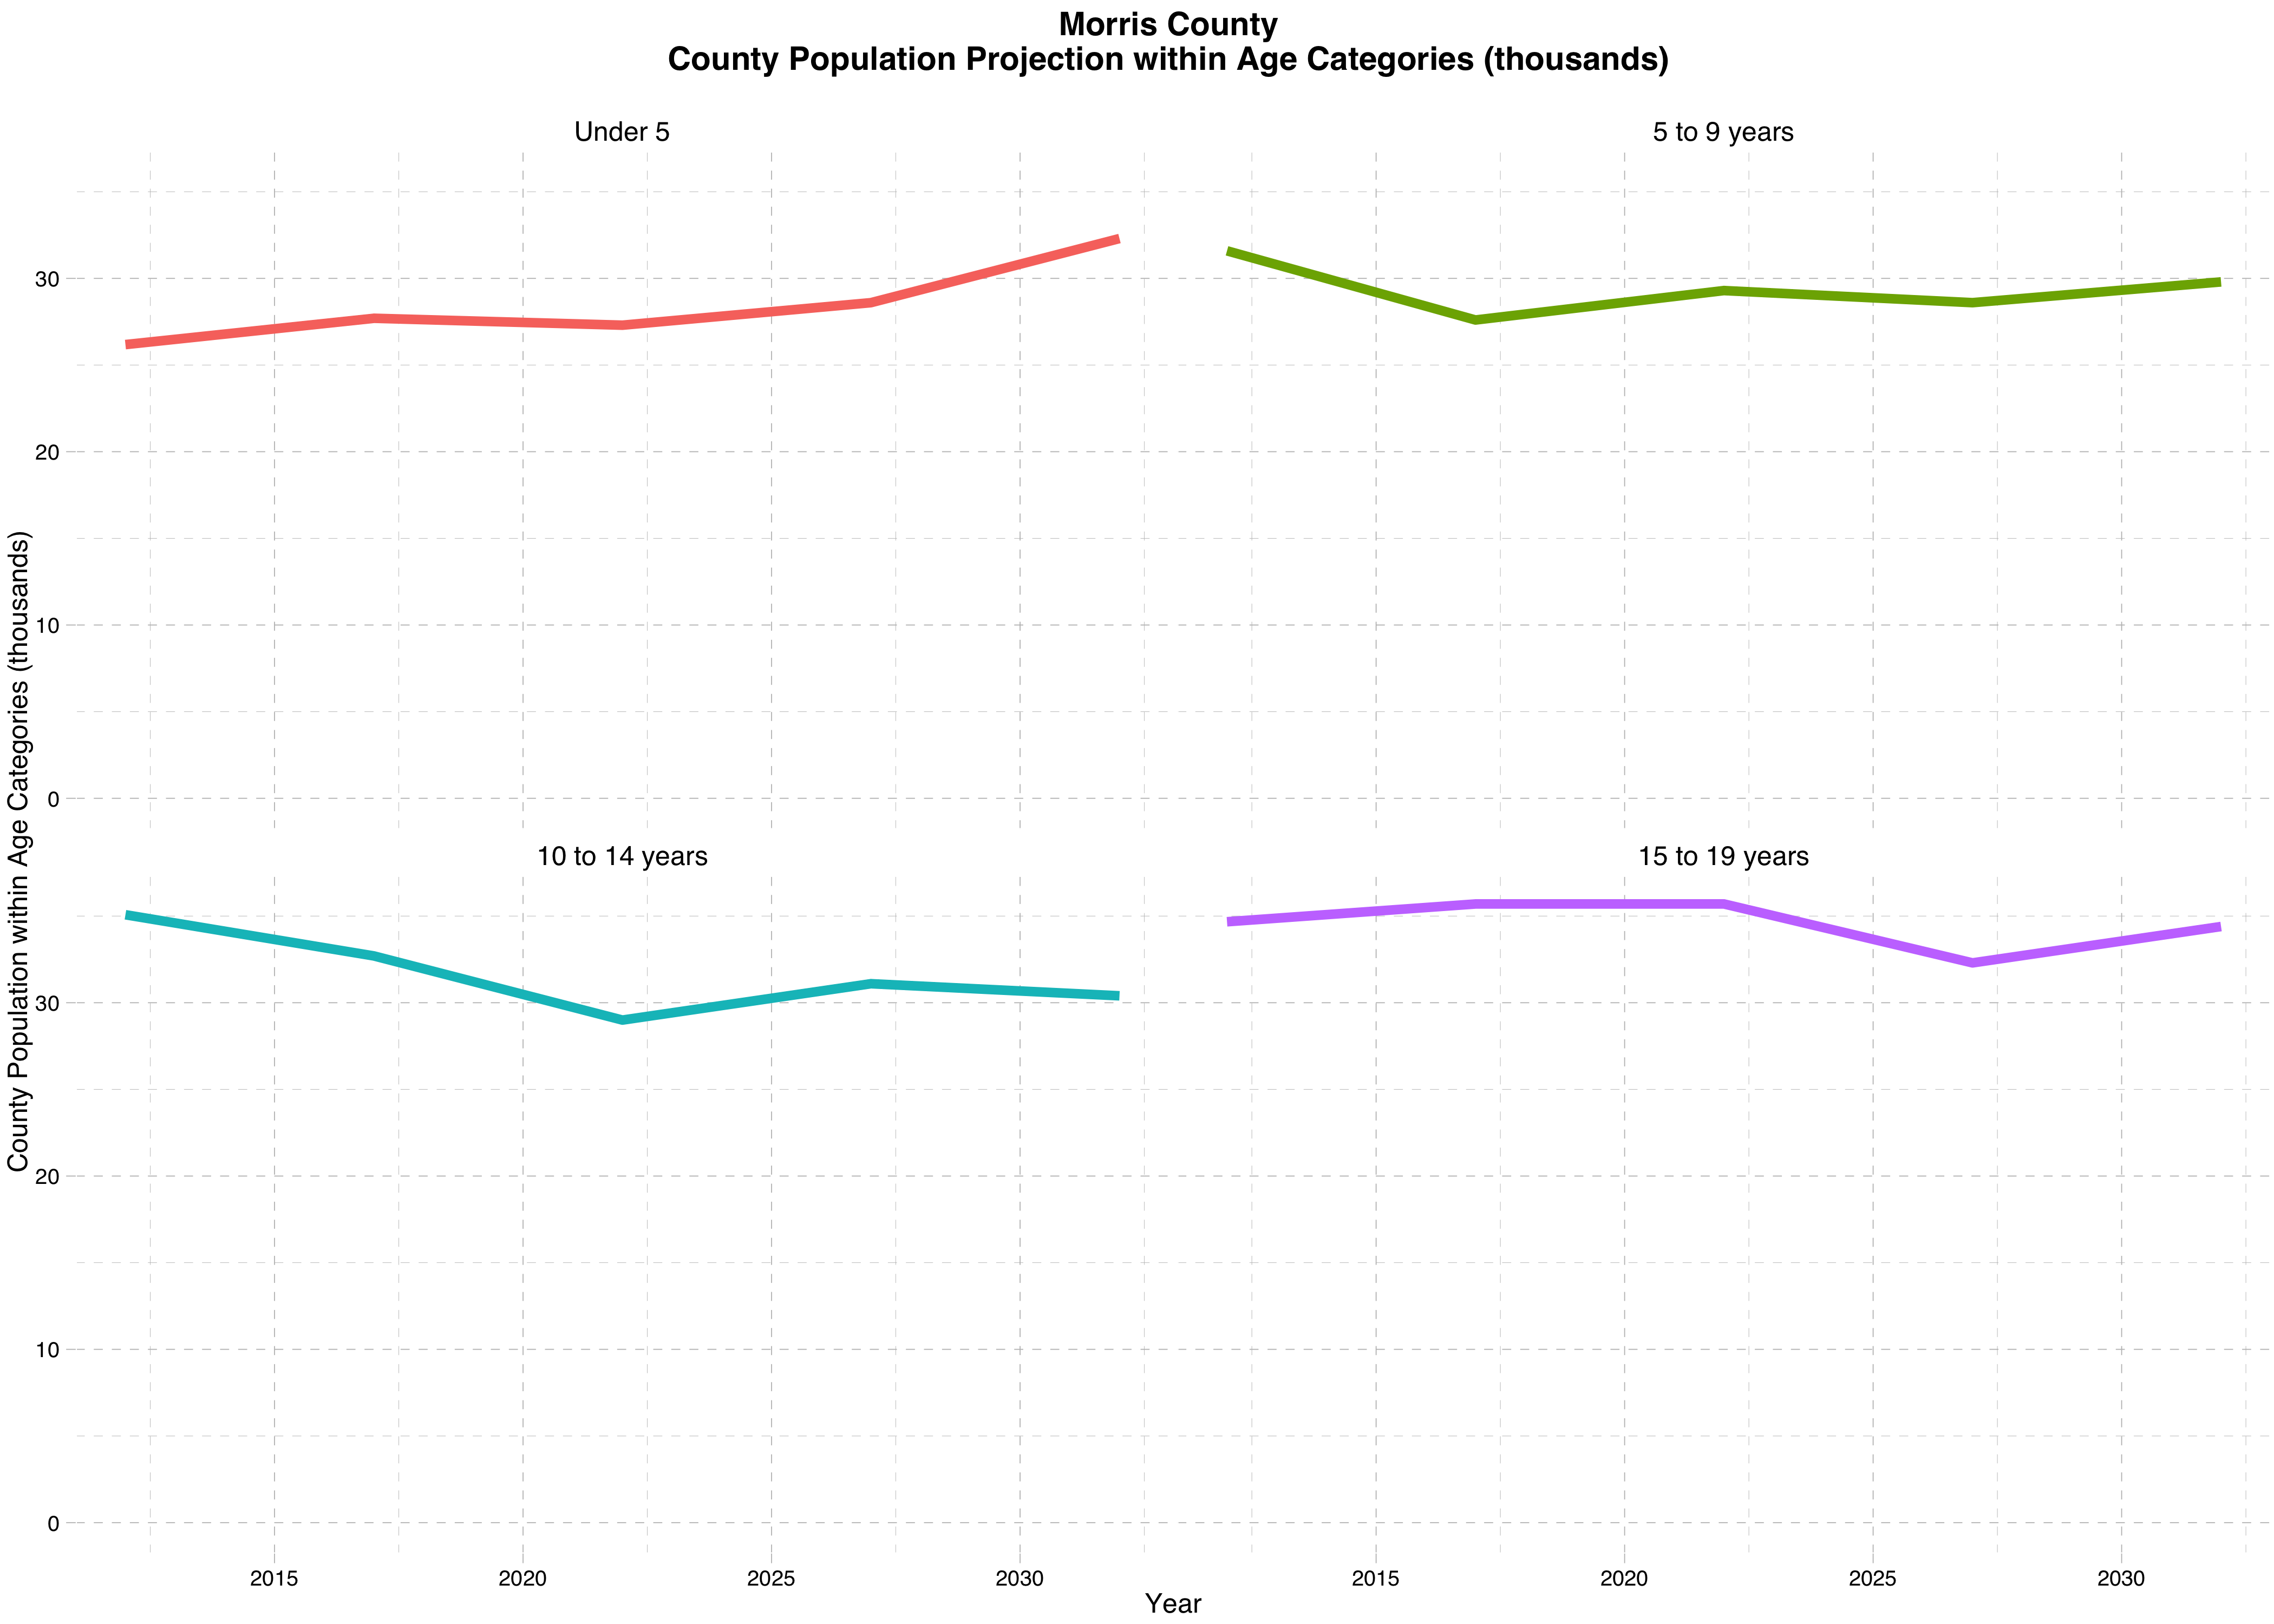 Morris County
County Population Projection within Age Categories (thousands)
Under 5
5 to 9 years
30
20
10
0
County Population within Age Categories (thousands)
10 to 14 years
15 to 19 years
30
20
10
0
2015 2020 2025 2030 2015 2020 2025 2030
Year